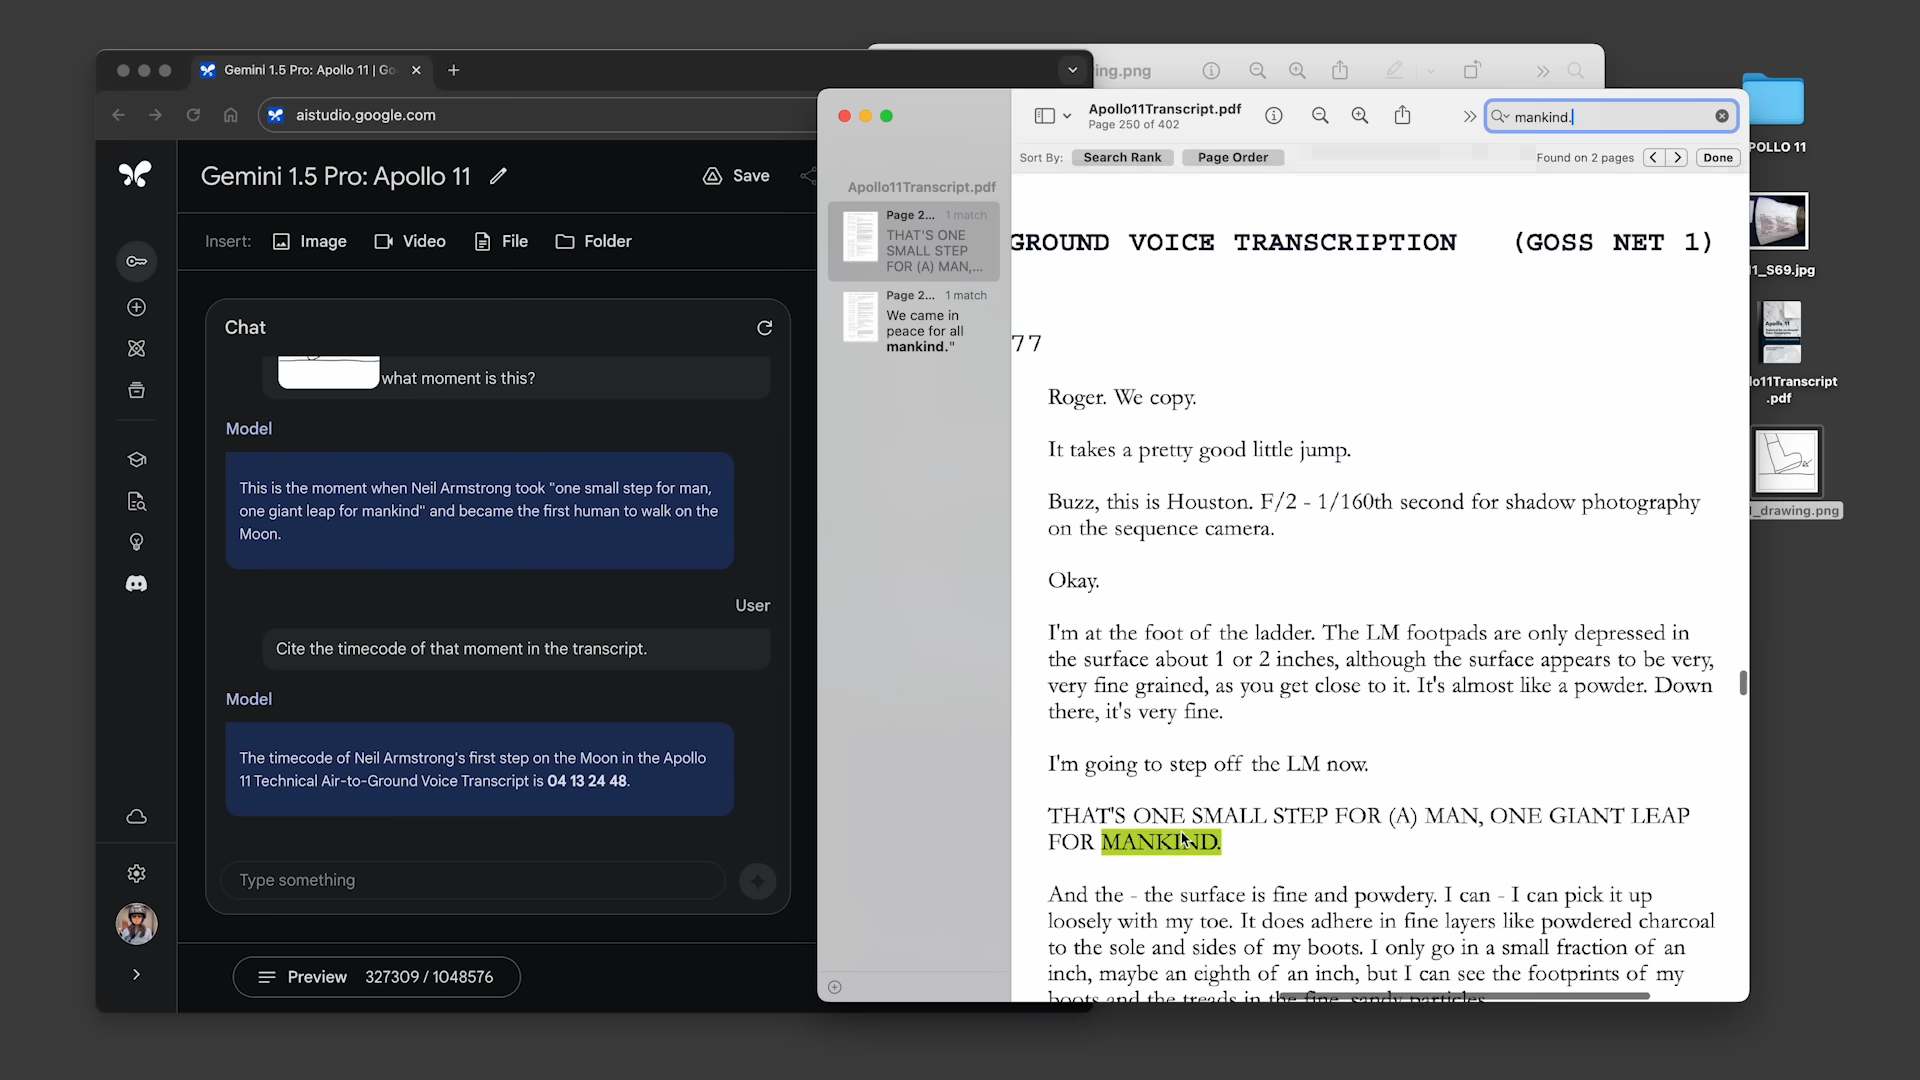 Gemini 1.5 Pro: Apollo 11 | Go
aistudio.google.com
Gemini 1.5 Pro: Apollo 11
Save
Insert:
Image
Video
File
Folder
Chat
what moment is this?
Model
This is the moment when Neil Armstrong took "one small step for man,
one giant leap for mankind" and became the first human to walk on the
Moon.
User
Cite the timecode of that moment in the transcript.
Model
The timecode of Neil Armstrong's first step on the Moon in the Apollo
11 Technical Air-to-Ground Voice Transcript is 04 13 24 48.
Type something
Preview 327309 / 1048576
ing.png
Apollo11Transcript.pdf
Page 250 of 402
mankind.
Sort By:
Search Rank
Page Order
Found on 2 pages
Done
Apollo11Transcript.pdf
Page 2... 1 match
THAT'S ONE
SMALL STEP
FOR (A) MAN,...
Page 2... 1 match
We came in
peace for all
mankind."
GROUND VOICE TRANSCRIPTION (GOSS NET 1)
77
Roger. We copy.
It takes a pretty good little jump.
Buzz, this is Houston. F/2 - 1/160th second for shadow photography
on the sequence camera.
Okay.
I'm at the foot of the ladder. The LM footpads are only depressed in
the surface about 1 or 2 inches, although the surface appears to be very,
very fine grained, as you get close to it. It's almost like a powder. Down
there, it's very fine.
I'm going to step off the LM now.
THAT'S ONE SMALL STEP FOR (A) MAN, ONE GIANT LEAP
FOR MANKIND.
And the - the surface is fine and powdery. I can - I can pick it up
loosely with my toe. It does adhere in fine layers like powdered charcoal
to the sole and sides of my boots. I only go in a small fraction of an
inch, maybe an eighth of an inch, but I can see the footprints of my
boots and the treads in the fine, sandy particles.
POLLO 11
11_S69.jpg
Apollo 11
lo11Transcript
.pdf
_drawing.png